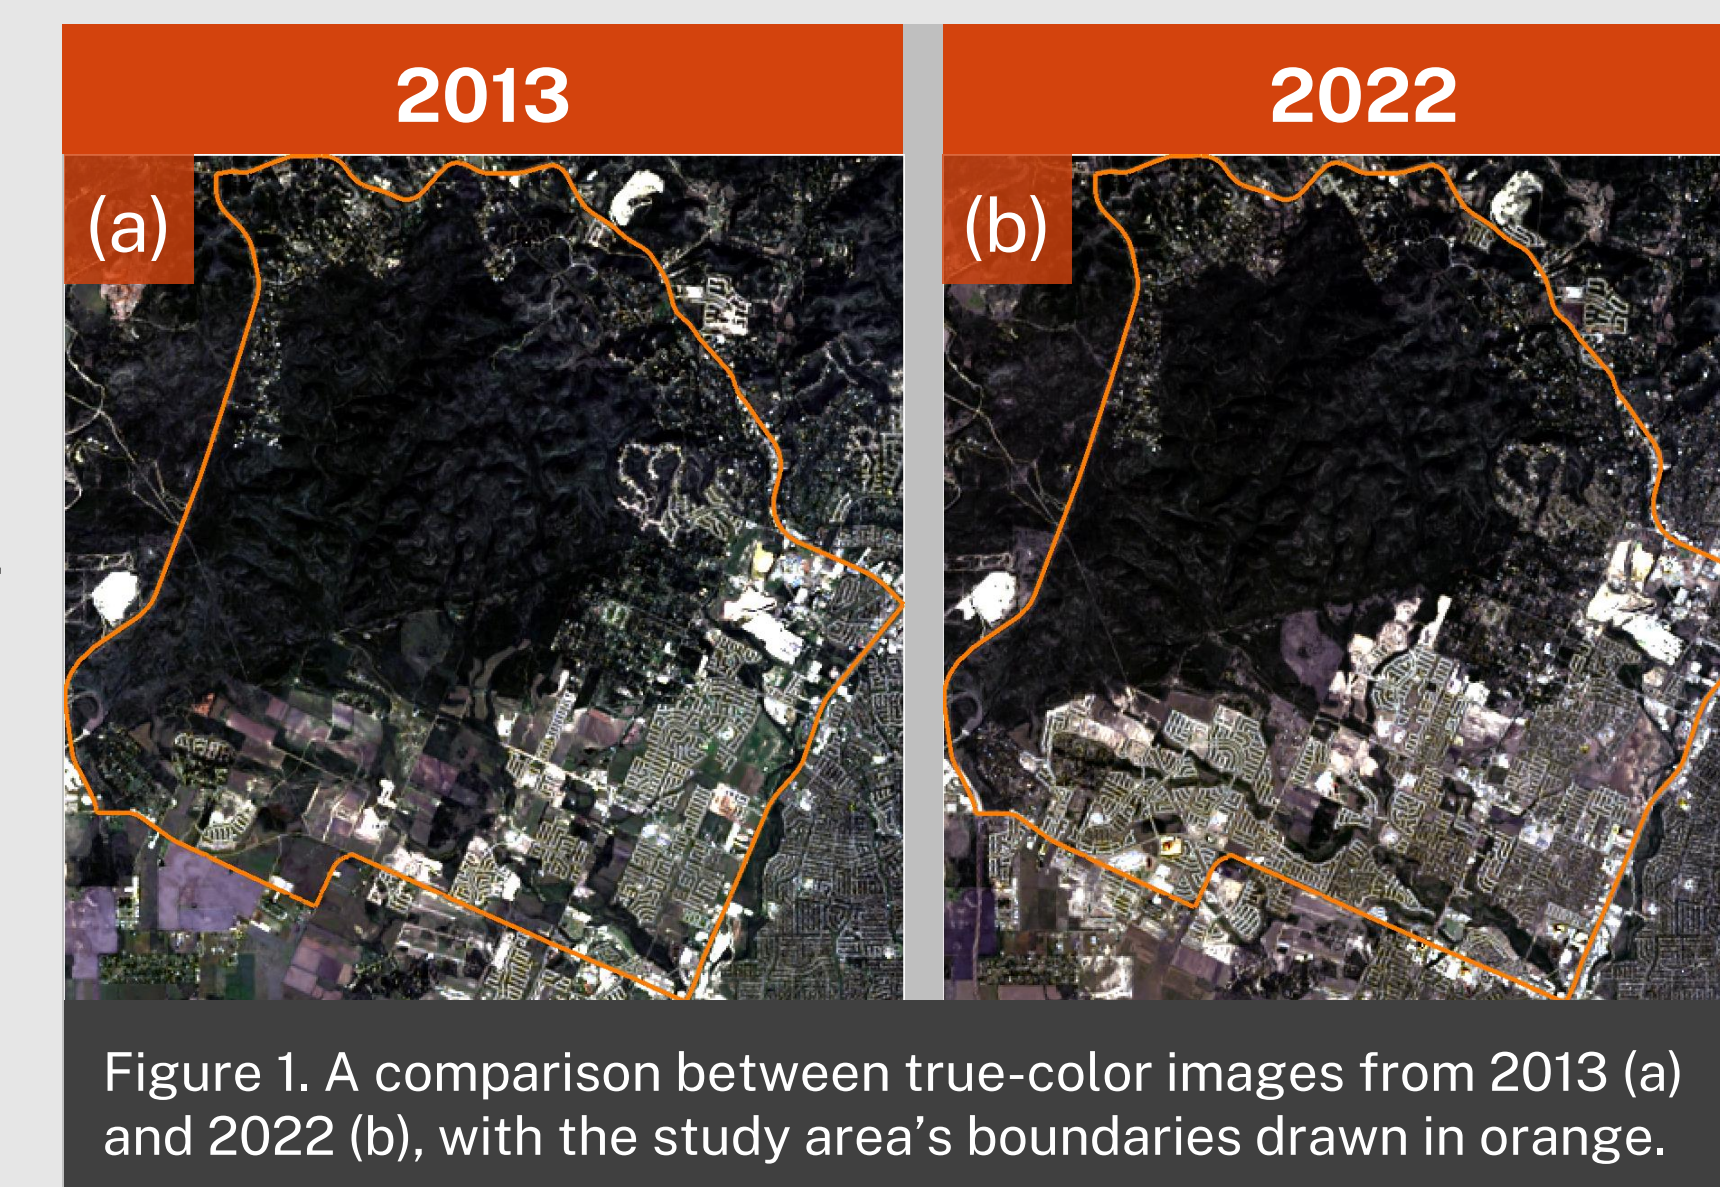 2013
2022
(a)
(b)
Figure 1. A comparison between true-color images from 2013 (a)
and 2022 (b), with the study area’s boundaries drawn in orange.